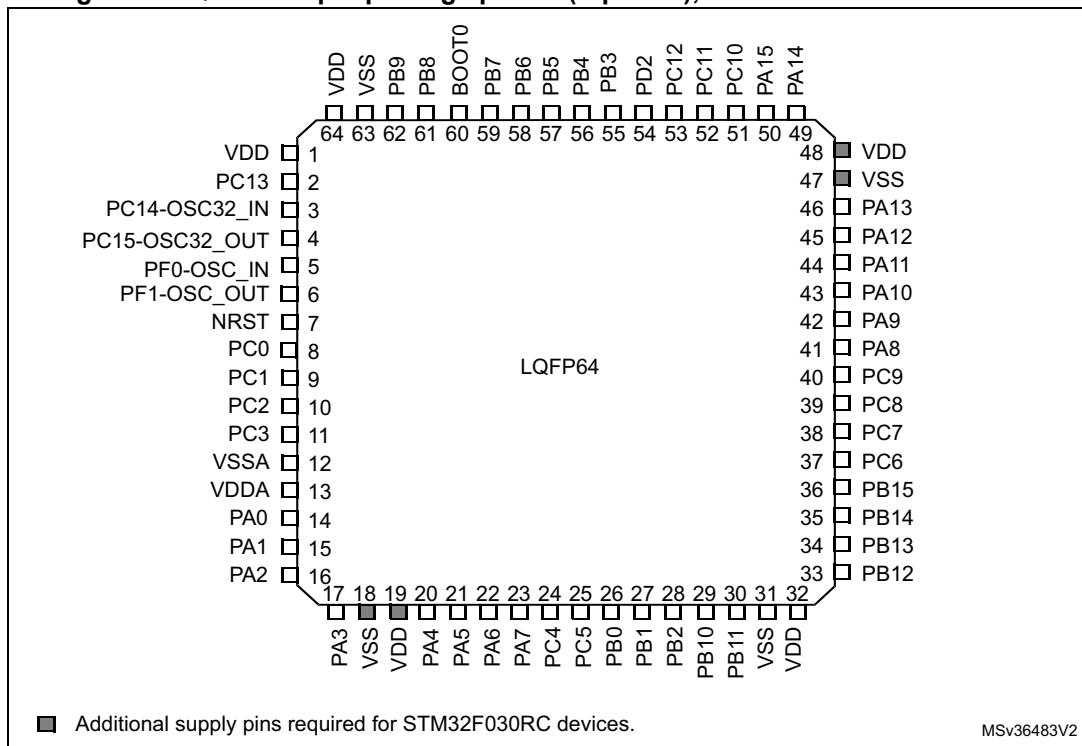 VDD
VSS
PB9
PB8
BOOT0
PB7
PB6
PB5
PB4
PB3
PD2
PC12
PC11
PC10
PA15
PA14
64 63 62 61 60 59 58 57 56 55 54 53 52 51 50 49
VDD 1
PC13 2
PC14-OSC32_IN 3
PC15-OSC32_OUT 4
PF0-OSC_IN 5
PF1-OSC_OUT 6
NRST 7
PC0 8
PC1 9
PC2 10
PC3 11
VSSA 12
VDDA 13
PA0 14
PA1 15
PA2 16
LQFP64
48 VDD
47 VSS
46 PA13
45 PA12
44 PA11
43 PA10
42 PA9
41 PA8
40 PC9
39 PC8
38 PC7
37 PC6
36 PB15
35 PB14
34 PB13
33 PB12
17 18 19 20 21 22 23 24 25 26 27 28 29 30 31 32
PA3
VSS
VDD
PA4
PA5
PA6
PA7
PC4
PC5
PB0
PB1
PB2
PB10
PB11
VSS
VDD
Additional supply pins required for STM32F030RC devices.
MSv36483V2